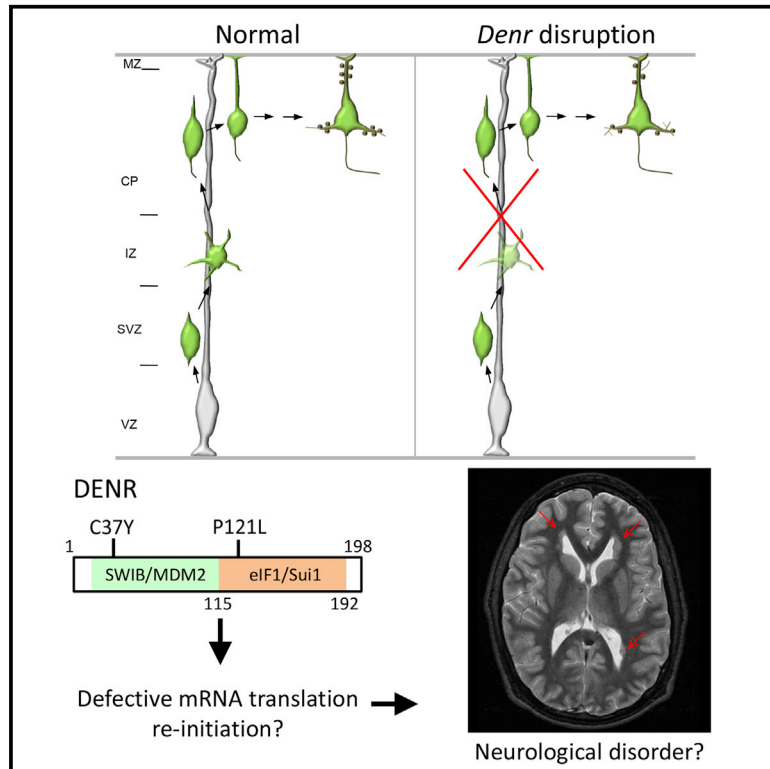 Normal
Denr disruption
MZ
CP
IZ
SVZ
VZ
DENR
C37Y
P121L
1
198
SWIB/MDM2
eIF1/Sui1
115
192
Defective mRNA translation
re-initiation?
Neurological disorder?